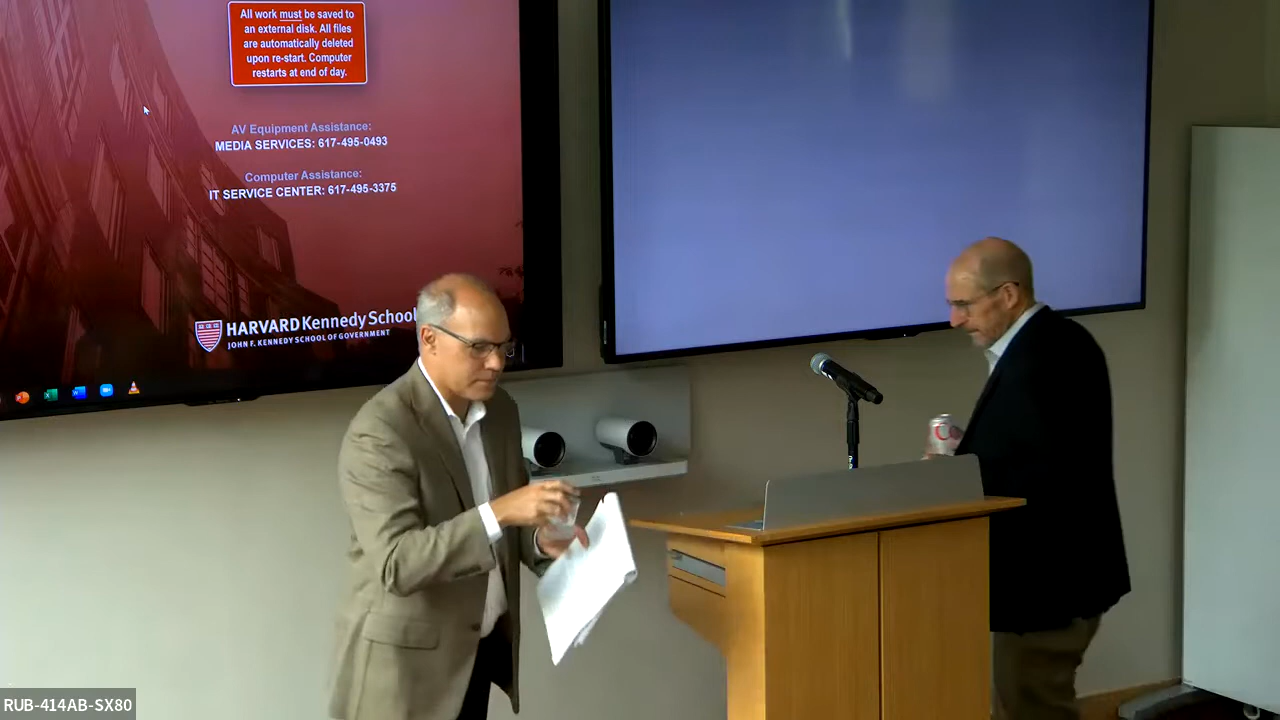 All work must be saved to
an external disk. All files
are automatically deleted
upon re-start. Computer
restarts at end of day.
AV Equipment Assistance:
MEDIA SERVICES: 617-495-0493
Computer Assistance:
IT SERVICE CENTER: 617-495-3375
HARVARD Kennedy School
JOHN F. KENNEDY SCHOOL OF GOVERNMENT
RUB-414AB-SX80